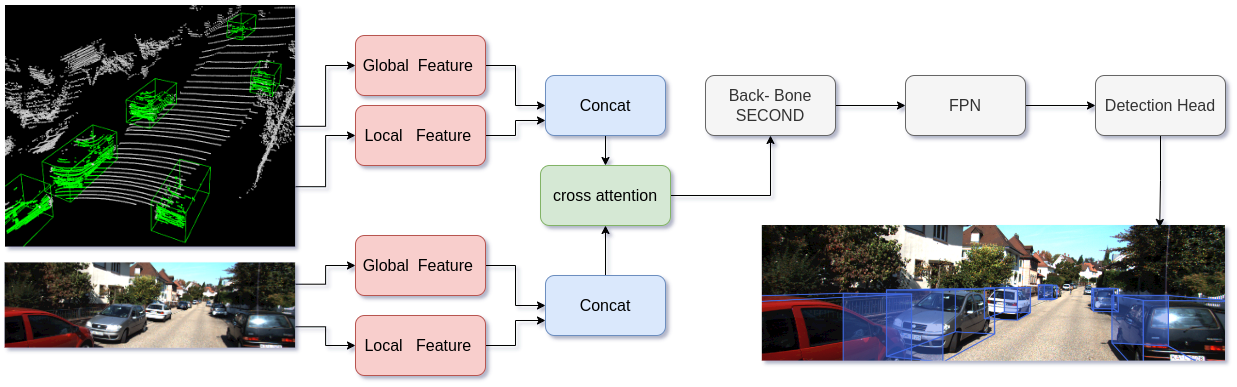 Global Feature
Local Feature
Concat
cross attention
Global Feature
Local Feature
Concat
Back- Bone
SECOND
FPN
Detection Head